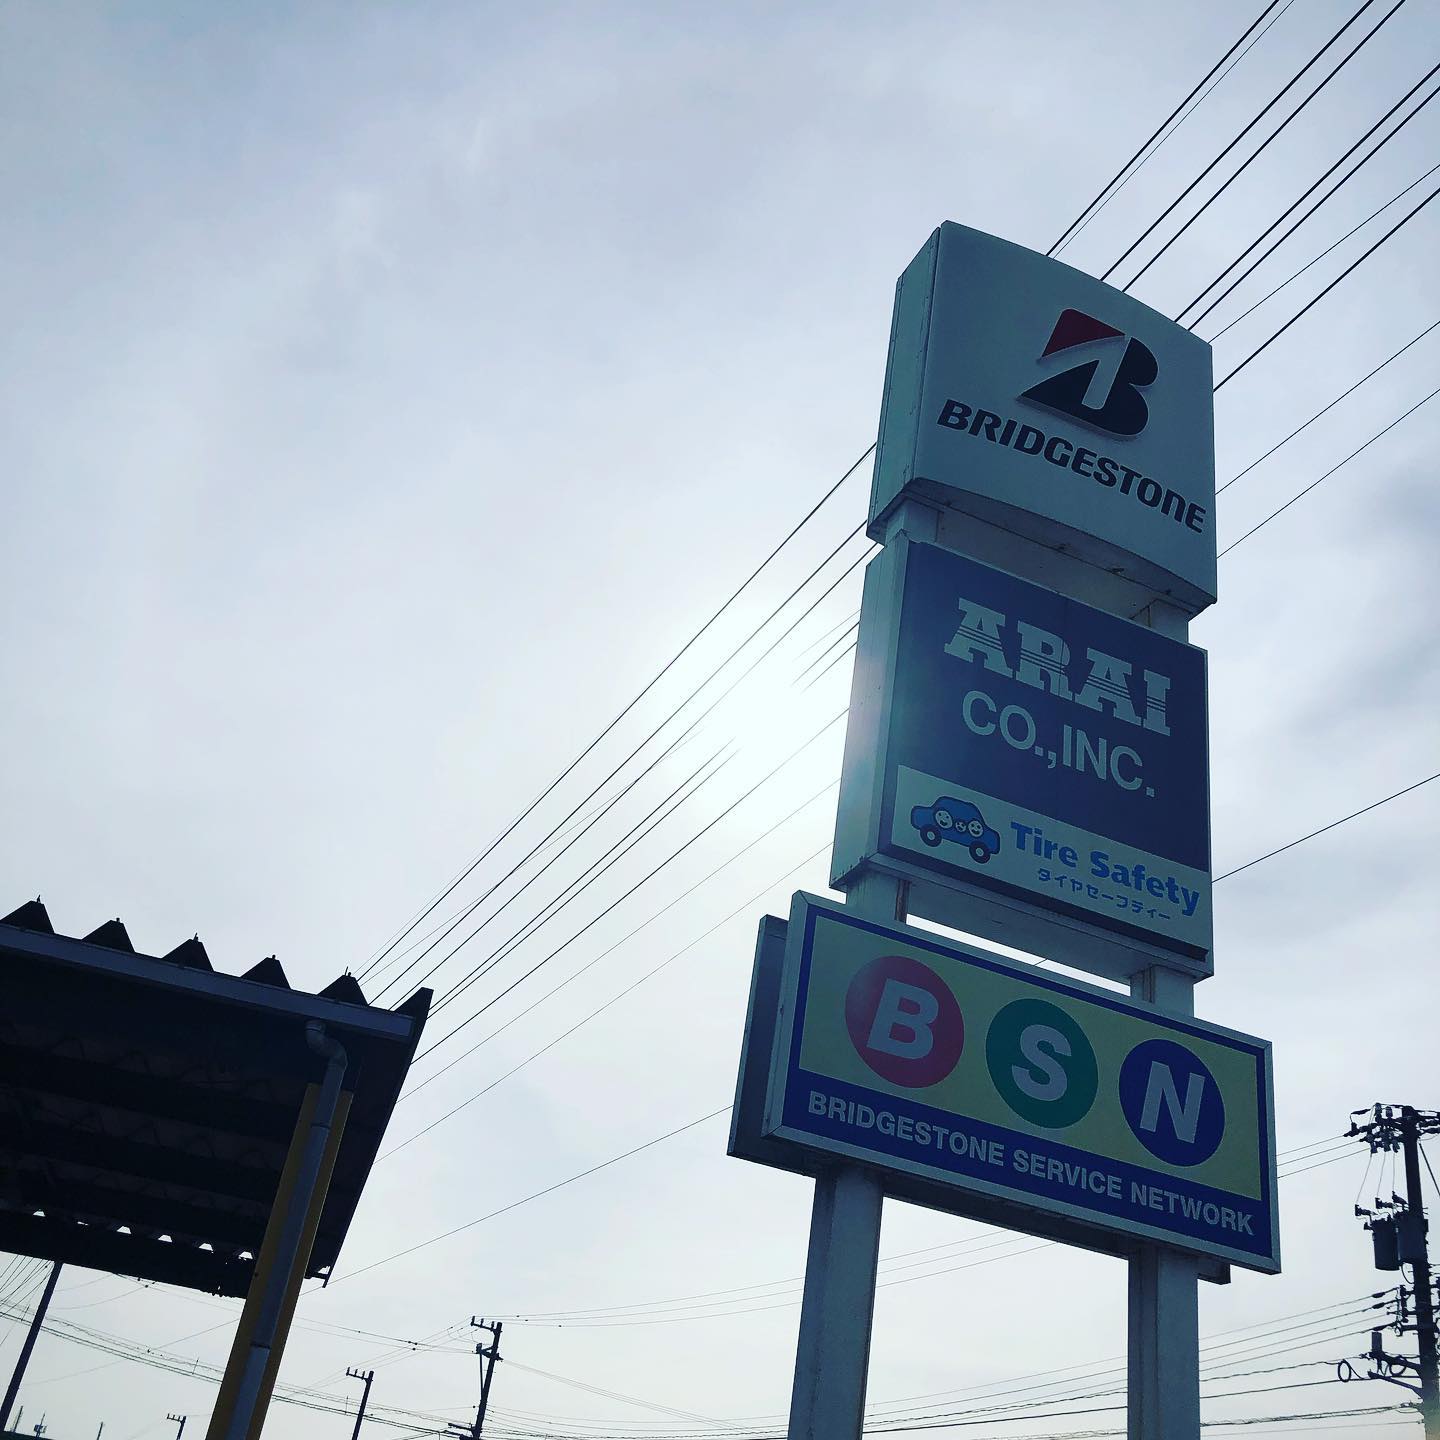 BRIDGESTONE
ARAI
CO.,INC.
Tire Safety
タイヤセーフティー
B S N
BRIDGESTONE SERVICE NETWORK